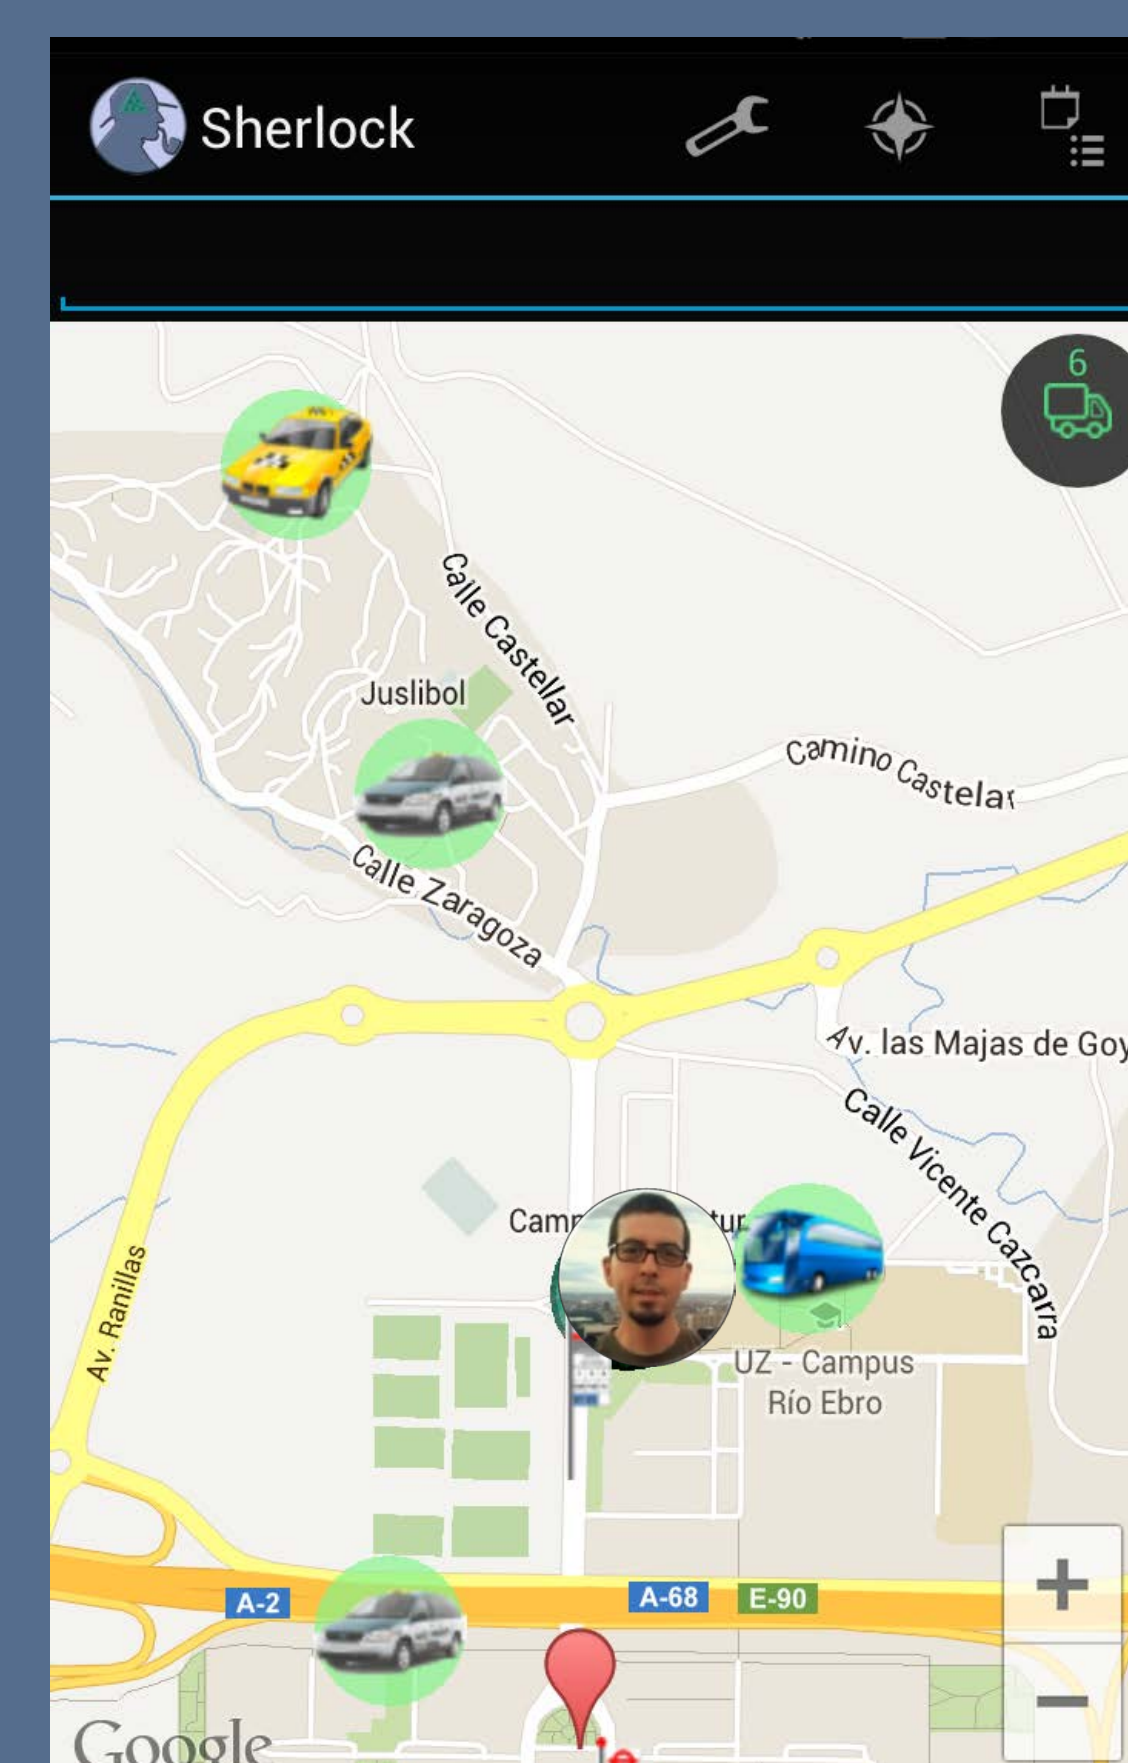 Sherlock
6
Calle Castellar
Juslibol
Camino Castelar
Calle Zaragoza
Av. las Majas de Goy
Calle Vicente Cazcarra
Av. Ranillas
UZ - Campus
Río Ebro
A-2
A-68
E-90
+
−
Google